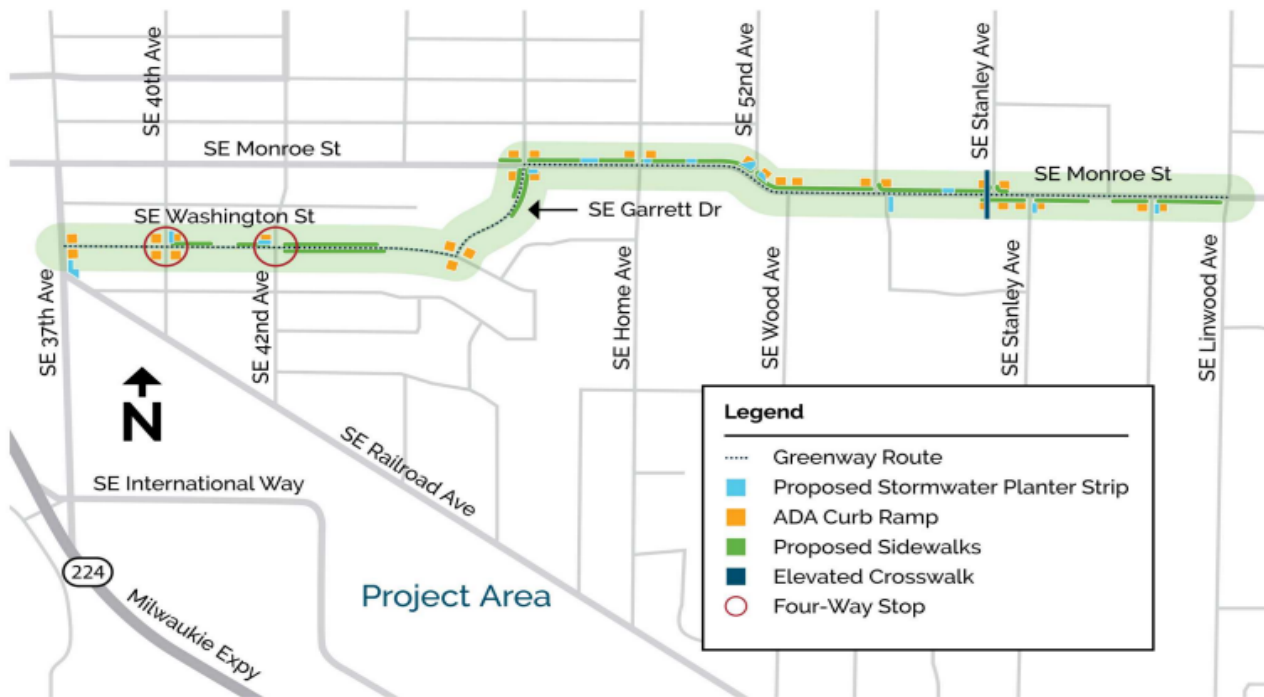 SE 40th Ave
SE 52nd Ave
SE Stanley Ave
SE Monroe St
SE Monroe St
SE Washington St
SE Garrett Dr
SE 37th Ave
SE 42nd Ave
SE Home Ave
SE Wood Ave
SE Stanley Ave
SE Linwood Ave
N
SE Railroad Ave
SE International Way
224
Milwaukie Expy
Project Area
Legend
Greenway Route
Proposed Stormwater Planter Strip
ADA Curb Ramp
Proposed Sidewalks
Elevated Crosswalk
Four-Way Stop